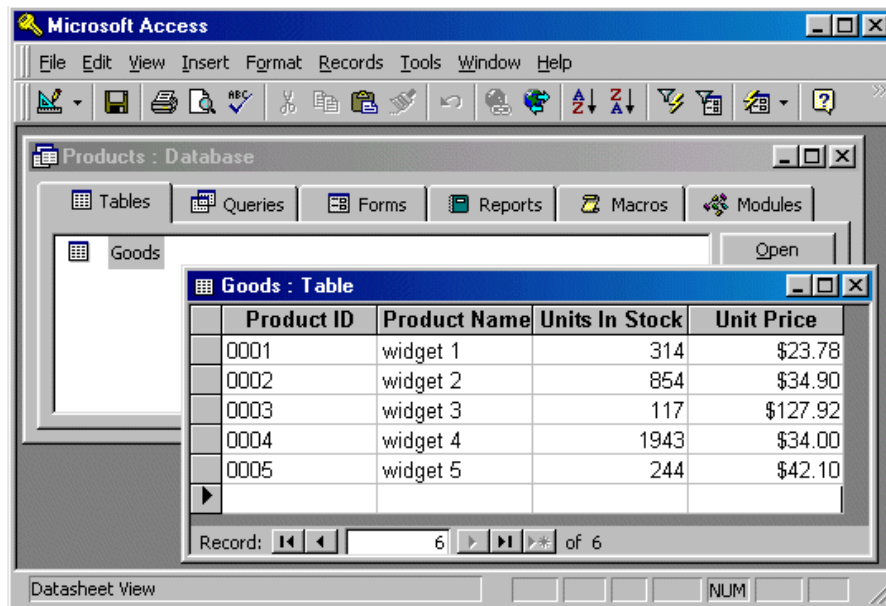 Microsoft Access
File Edit View Insert Format Records Tools Window Help
ABC A Z Z A
Products : Database
Tables Queries Forms Reports Macros Modules
Goods Open
Goods : Table
Product ID Product Name Units In Stock Unit Price
0001 widget 1 314 $23.78
0002 widget 2 854 $34.90
0003 widget 3 117 $127.92
0004 widget 4 1943 $34.00
0005 widget 5 244 $42.10
Record: 6 of 6
Datasheet View NUM